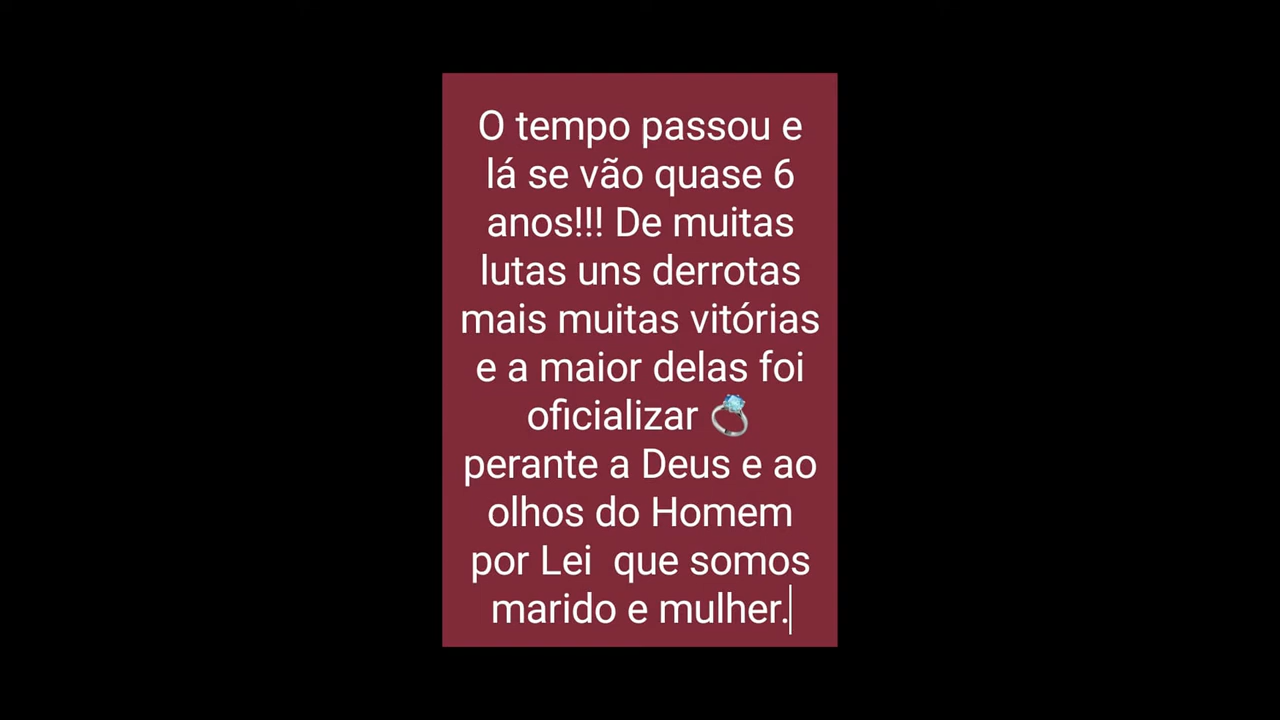 O tempo passou e
lá se vão quase 6
anos!!! De muitas
lutas uns derrotas
mais muitas vitórias
e a maior delas foi
oficializar 💍
perante a Deus e ao
olhos do Homem
por Lei  que somos
marido e mulher.